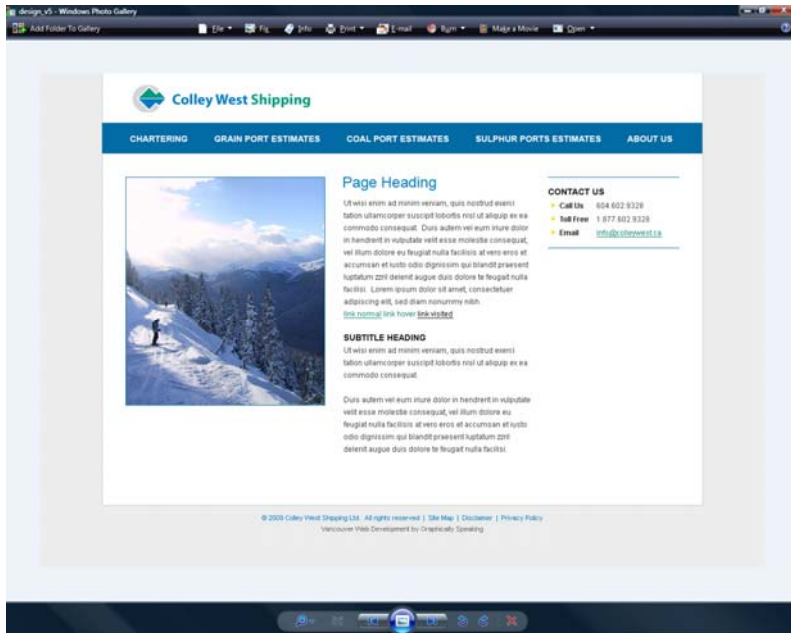 design_v5 - Windows Photo Gallery
Add Folder To Gallery File Fix Info Print E-mail Burn Make a Movie Open
Colley West Shipping
CHARTERING GRAIN PORT ESTIMATES COAL PORT ESTIMATES SULPHUR PORTS ESTIMATES ABOUT US
Page Heading
Ut wisi enim ad minim veniam, quis nostrud exerci
tation ullamcorper suscipit lobortis nisl ut aliquip ex ea
commodo consequat. Duis autem vel eum iriure dolor
in hendrerit in vulputate velit esse molestie consequat,
vel illum dolore eu feugiat nulla facilisis at vero eros et
accumsan et iusto odio dignissim qui blandit praesent
luptatum zzril delenit augue duis dolore te feugait nulla
facilisi. Lorem ipsum dolor sit amet, consectetuer
adipiscing elit, sed diam nonummy nibh.
link normal link hover link visited
SUBTITLE HEADING
Ut wisi enim ad minim veniam, quis nostrud exerci
tation ullamcorper suscipit lobortis nisl ut aliquip ex ea
commodo consequat.
Duis autem vel eum iriure dolor in hendrerit in vulputate
velit esse molestie consequat, vel illum dolore eu
feugiat nulla facilisis at vero eros et accumsan et iusto
odio dignissim qui blandit praesent luptatum zzril
delenit augue duis dolore te feugait nulla facilisi.
CONTACT US
Call Us 604.602.9328
Toll Free 1.877.602.9328
Email info@colleywest.ca
© 2009 Colley West Shipping Ltd. All rights reserved | Site Map | Disclaimer | Privacy Policy
Vancouver Web Development by Graphically Speaking